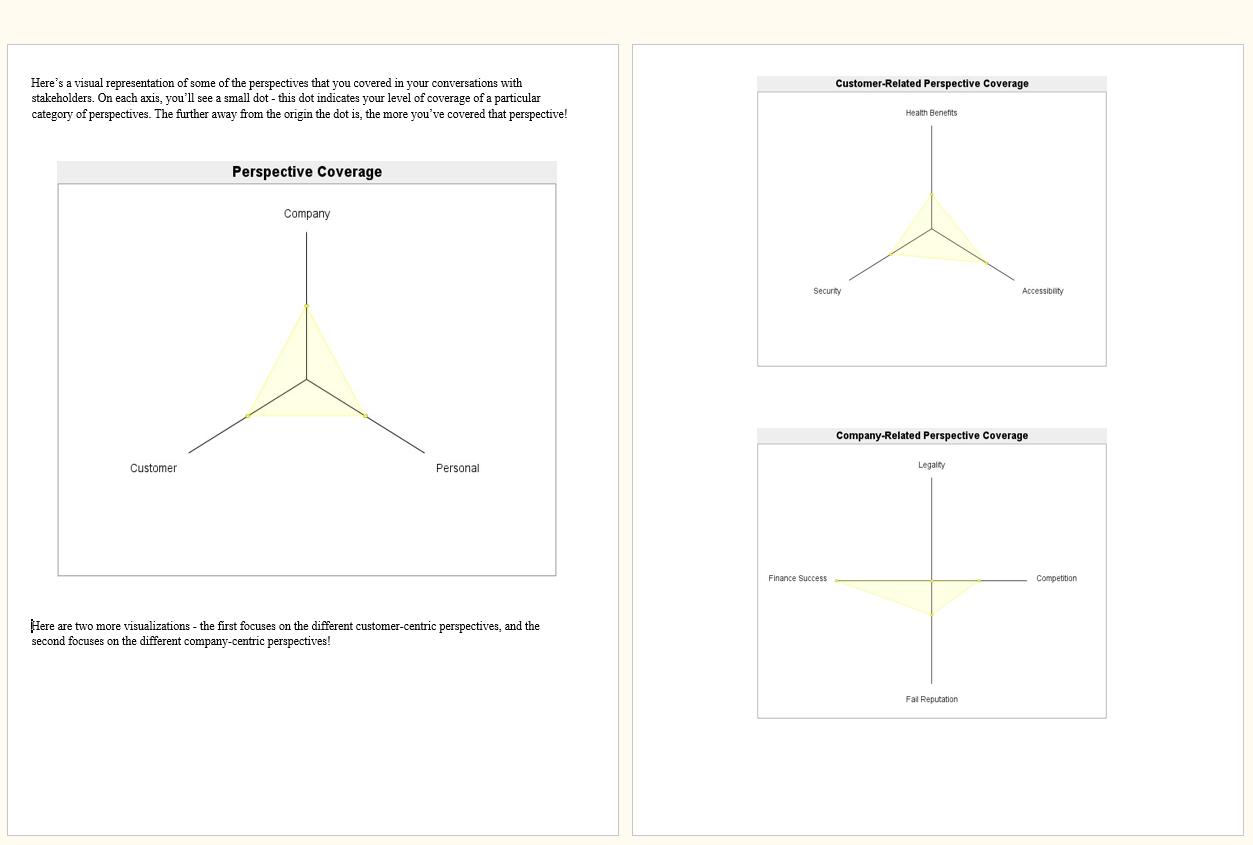 Here’s a visual representation of some of the perspectives that you covered in your conversations with
stakeholders. On each axis, you’ll see a small dot - this dot indicates your level of coverage of a particular
category of perspectives. The further away from the origin the dot is, the more you’ve covered that perspective!
Perspective Coverage
Company
Customer
Personal
Here are two more visualizations - the first focuses on the different customer-centric perspectives, and the
second focuses on the different company-centric perspectives!
Customer-Related Perspective Coverage
Health Benefits
Security
Accessibility
Company-Related Perspective Coverage
Legality
Finance Success
Competition
Fail Reputation